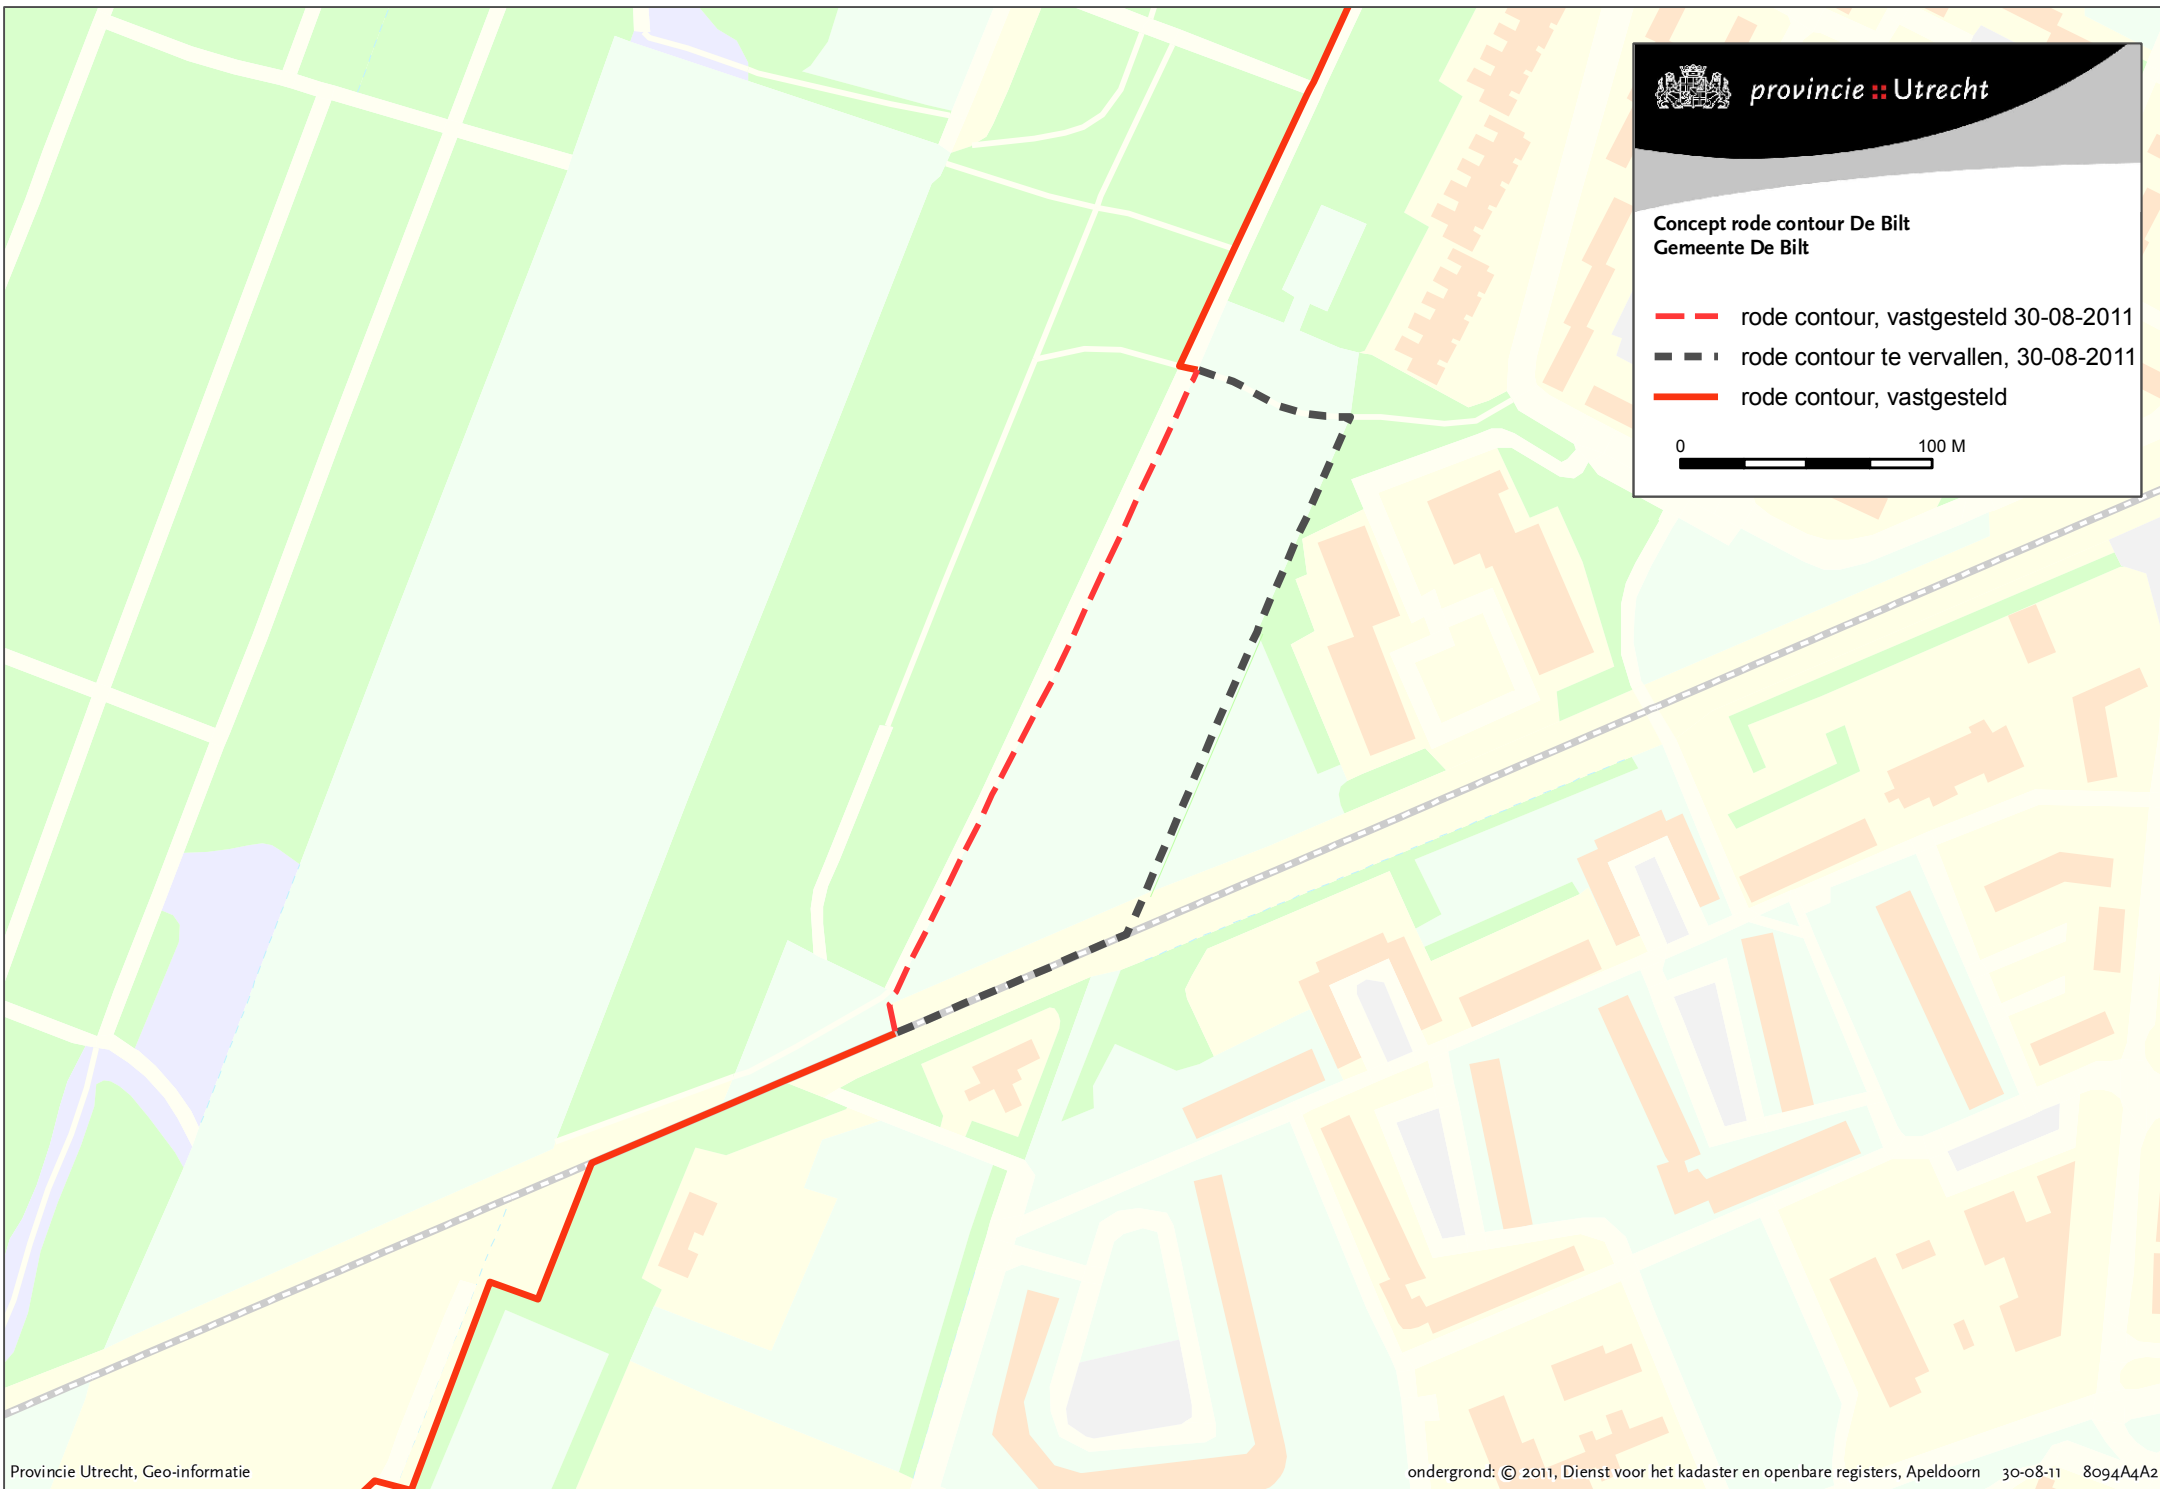 provincie :: Utrecht
Concept rode contour De Bilt
Gemeente De Bilt
rode contour, vastgesteld 30-08-2011
rode contour te vervallen, 30-08-2011
rode contour, vastgesteld
0 100 M
Provincie Utrecht, Geo-informatie
ondergrond: © 2011, Dienst voor het kadaster en openbare registers, Apeldoorn 30-08-11 8094A4A2